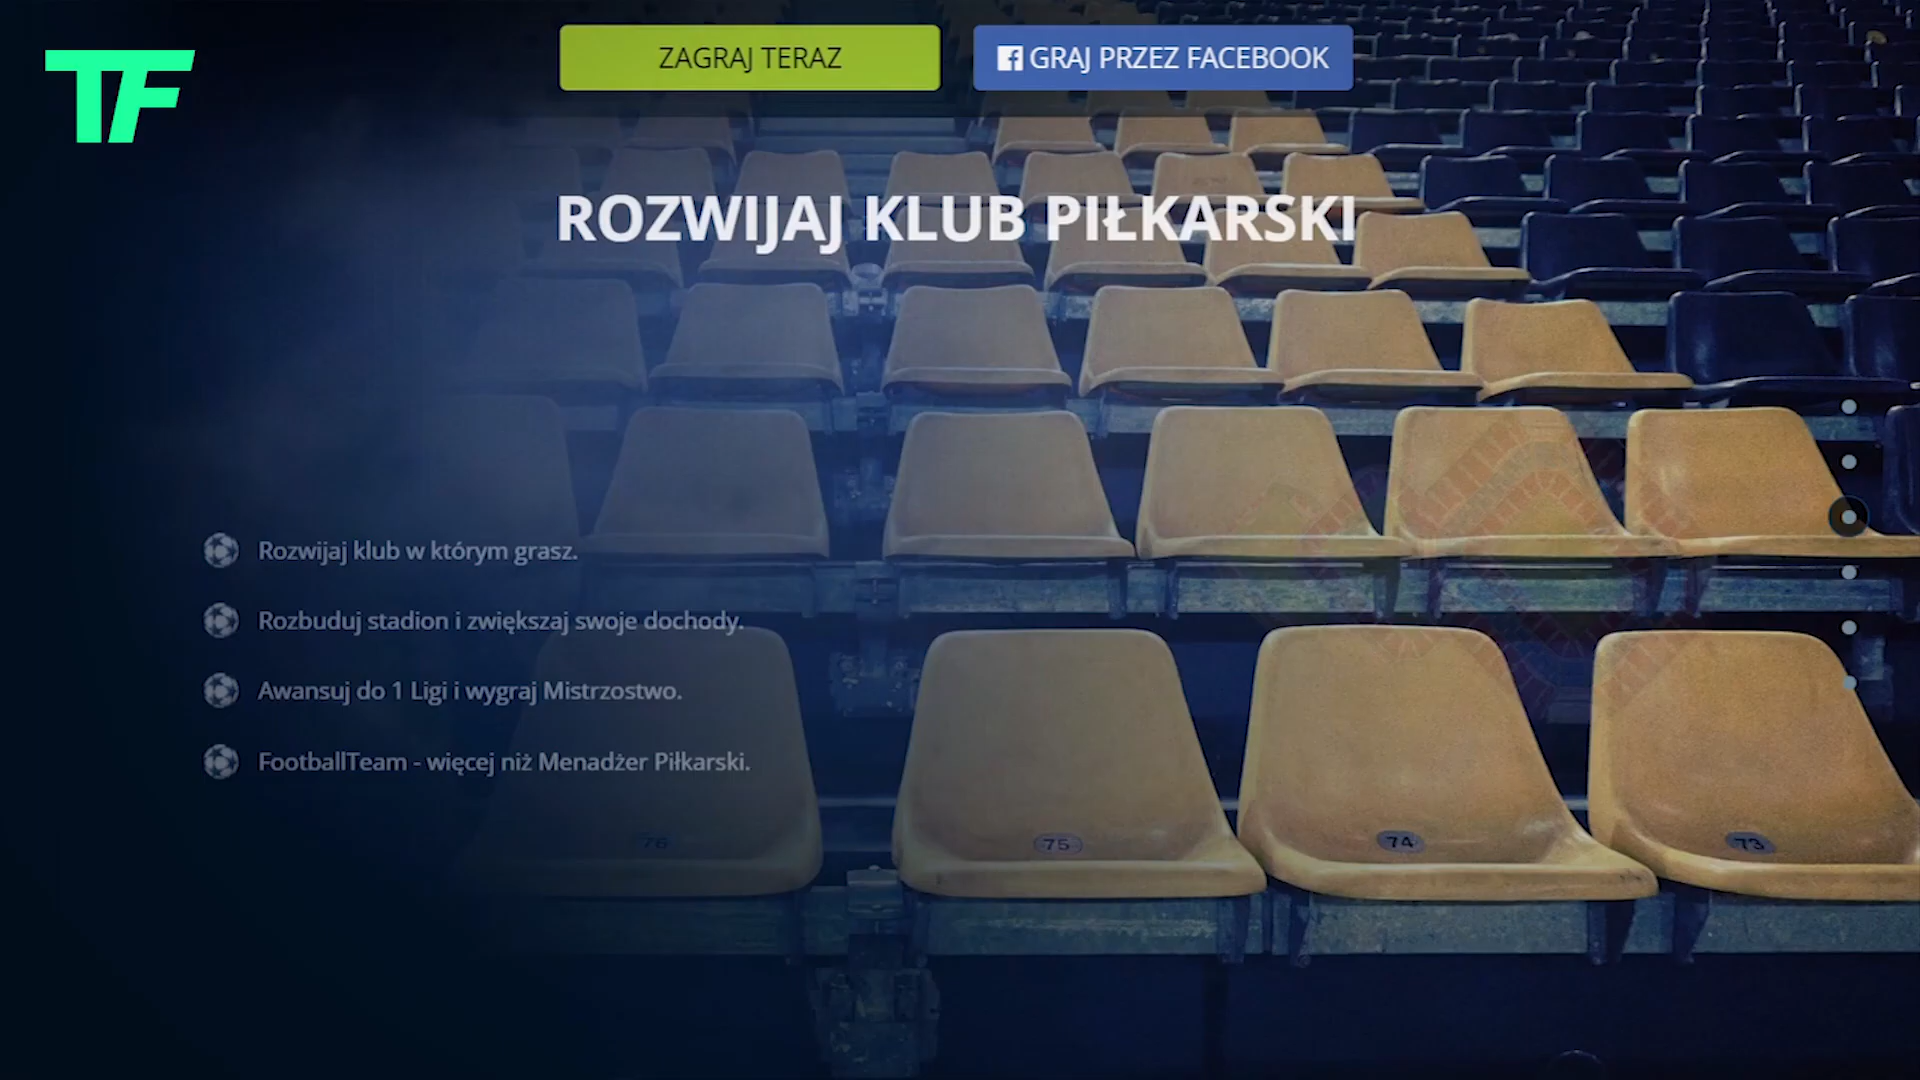 TF
ZAGRAJ TERAZ
GRAJ PRZEZ FACEBOOK
ROZWIJAJ KLUB PIŁKARSKI
Rozwijaj klub w którym grasz.
Rozbuduj stadion i zwiększaj swoje dochody.
Awansuj do 1 Ligi i wygraj Mistrzostwo.
FootballTeam - więcej niż Menadżer Piłkarski.
76
75
74
73